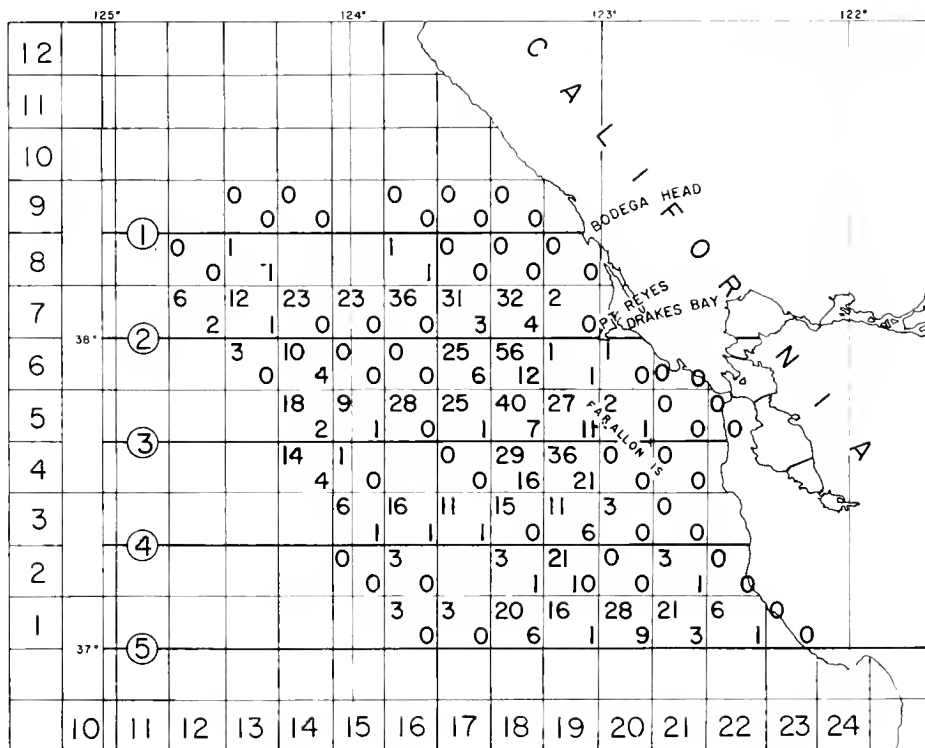 125° 124° 123° 122°
12
11
10
CALIFORNIA
0 0 0 0 0
9
0 0 0 0 0
BODEGA HEAD
1
0 1 1 0 0 0
8
0 1 1 0 0 0
6 12 23 23 36 31 32 2
7
2 1 0 0 0 3 4 0
PT. REYES
DRAKES BAY
38° 2
3 10 0 0 25 56 1 1
6
0 4 0 0 6 12 1 0 0 0
18 9 28 25 40 27 2 0 0
5
2 1 0 1 7 11 1 0 0
FARALLON IS
3
14 1 0 29 36 0 0
4
4 0 0 16 21 0 0
6 16 11 15 11 3 0
3
1 1 1 0 6 0 0
4
0 3 3 21 0 3 0
2
0 0 1 10 0 1 0
3 3 20 16 28 21 6 0
1
0 0 6 1 9 3 1 0
37° 5
10 11 12 13 14 15 16 17 18 19 20 21 22 23 24